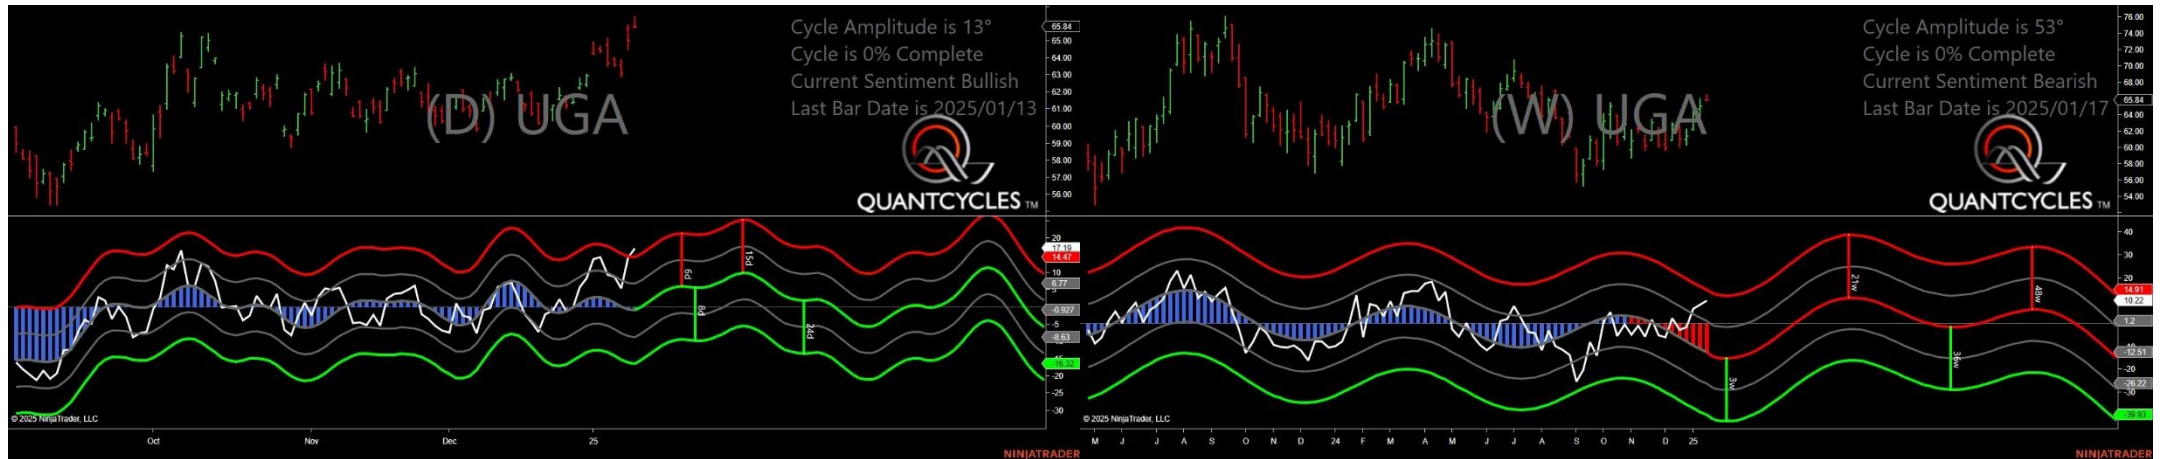 Cycle Amplitude is 13°
Cycle is 0% Complete
Current Sentiment Bullish
Last Bar Date is 2025/01/13
(D) UGA
QUANTCYCLES TM
65.84
65.00
64.00
63.00
62.00
61.00
60.00
59.00
58.00
57.00
56.00
20
17.19
14.47
10
6.77
-0.927
-5
-8.63
-16.32
-20
-25
-30
6d
8d
15d
24d
© 2025 NinjaTrader, LLC
Oct
Nov
Dec
25
NINJATRADER
Cycle Amplitude is 53°
Cycle is 0% Complete
Current Sentiment Bearish
Last Bar Date is 2025/01/17
(W) UGA
QUANTCYCLES TM
76.00
74.00
72.00
70.00
68.00
65.84
64.00
62.00
60.00
58.00
56.00
54.00
40
30
20
14.91
10.22
1.2
-12.51
-20
-26.22
-30
-39.93
3w
21w
36w
48w
© 2025 NinjaTrader, LLC
M J J A S O N D 24 F M A M J J A S O N D 25
NINJATRADER